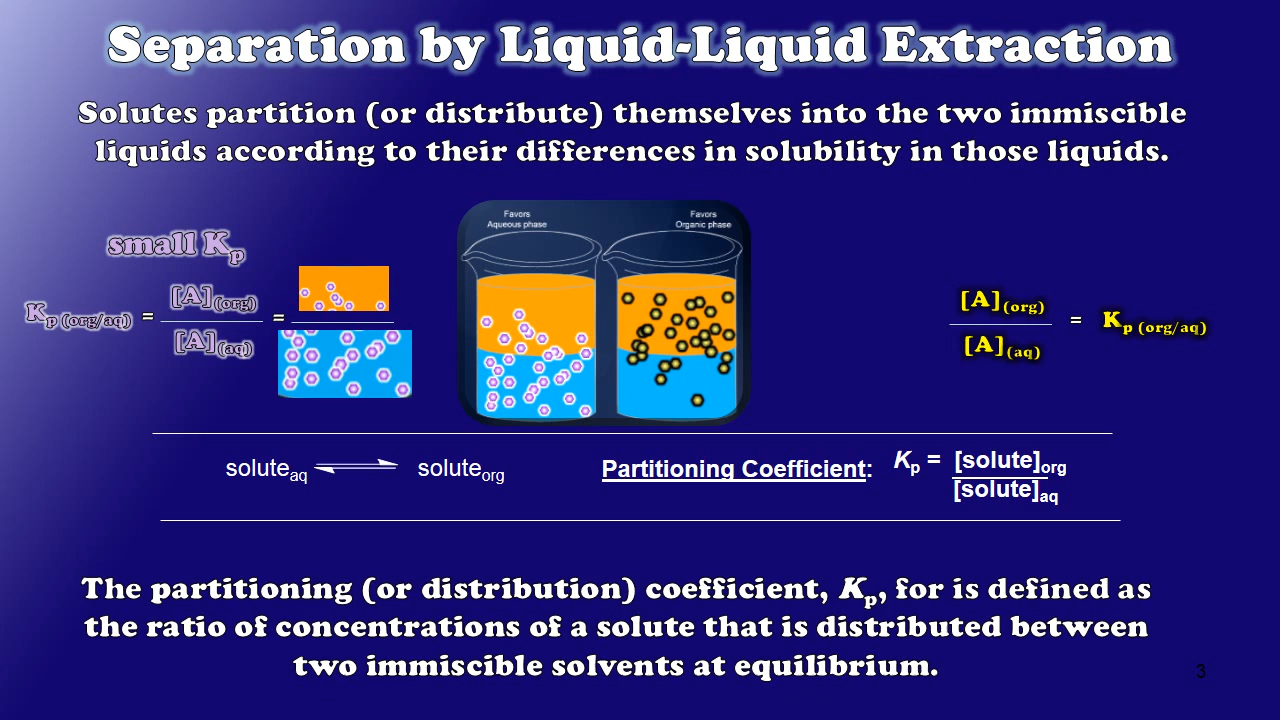 Separation by Liquid-Liquid Extraction
Solutes partition (or distribute) themselves into the two immiscible
liquids according to their differences in solubility in those liquids.
small Kp
Kp (org/aq) = [A](org) =
[A](aq)
Favors
Aqueous phase
Favors
Organic phase
[A](org) = Kp (org/aq)
[A](aq)
soluteaq ⇌ soluteorg
Partitioning Coefficient: Kp = [solute]org
[solute]aq
The partitioning (or distribution) coefficient, Kp, for is defined as
the ratio of concentrations of a solute that is distributed between
two immiscible solvents at equilibrium.
3